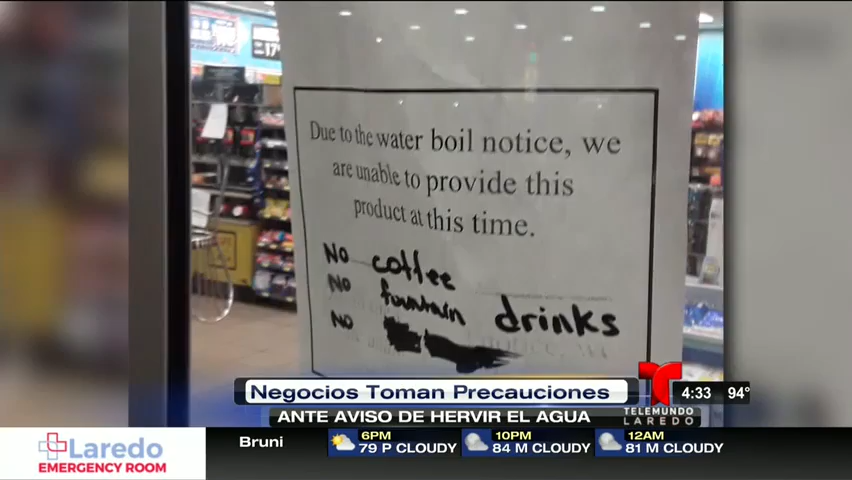 Due to the water boil notice, we
are unable to provide this
product at this time.
No coffee
No fountain drinks
No
Negocios Toman Precauciones
ANTE AVISO DE HERVIR EL AGUA
TELEMUNDO
LAREDO
4:33 94°
Laredo
EMERGENCY ROOM
Bruni
6PM
79 P CLOUDY
10PM
84 M CLOUDY
12AM
81 M CLOUDY